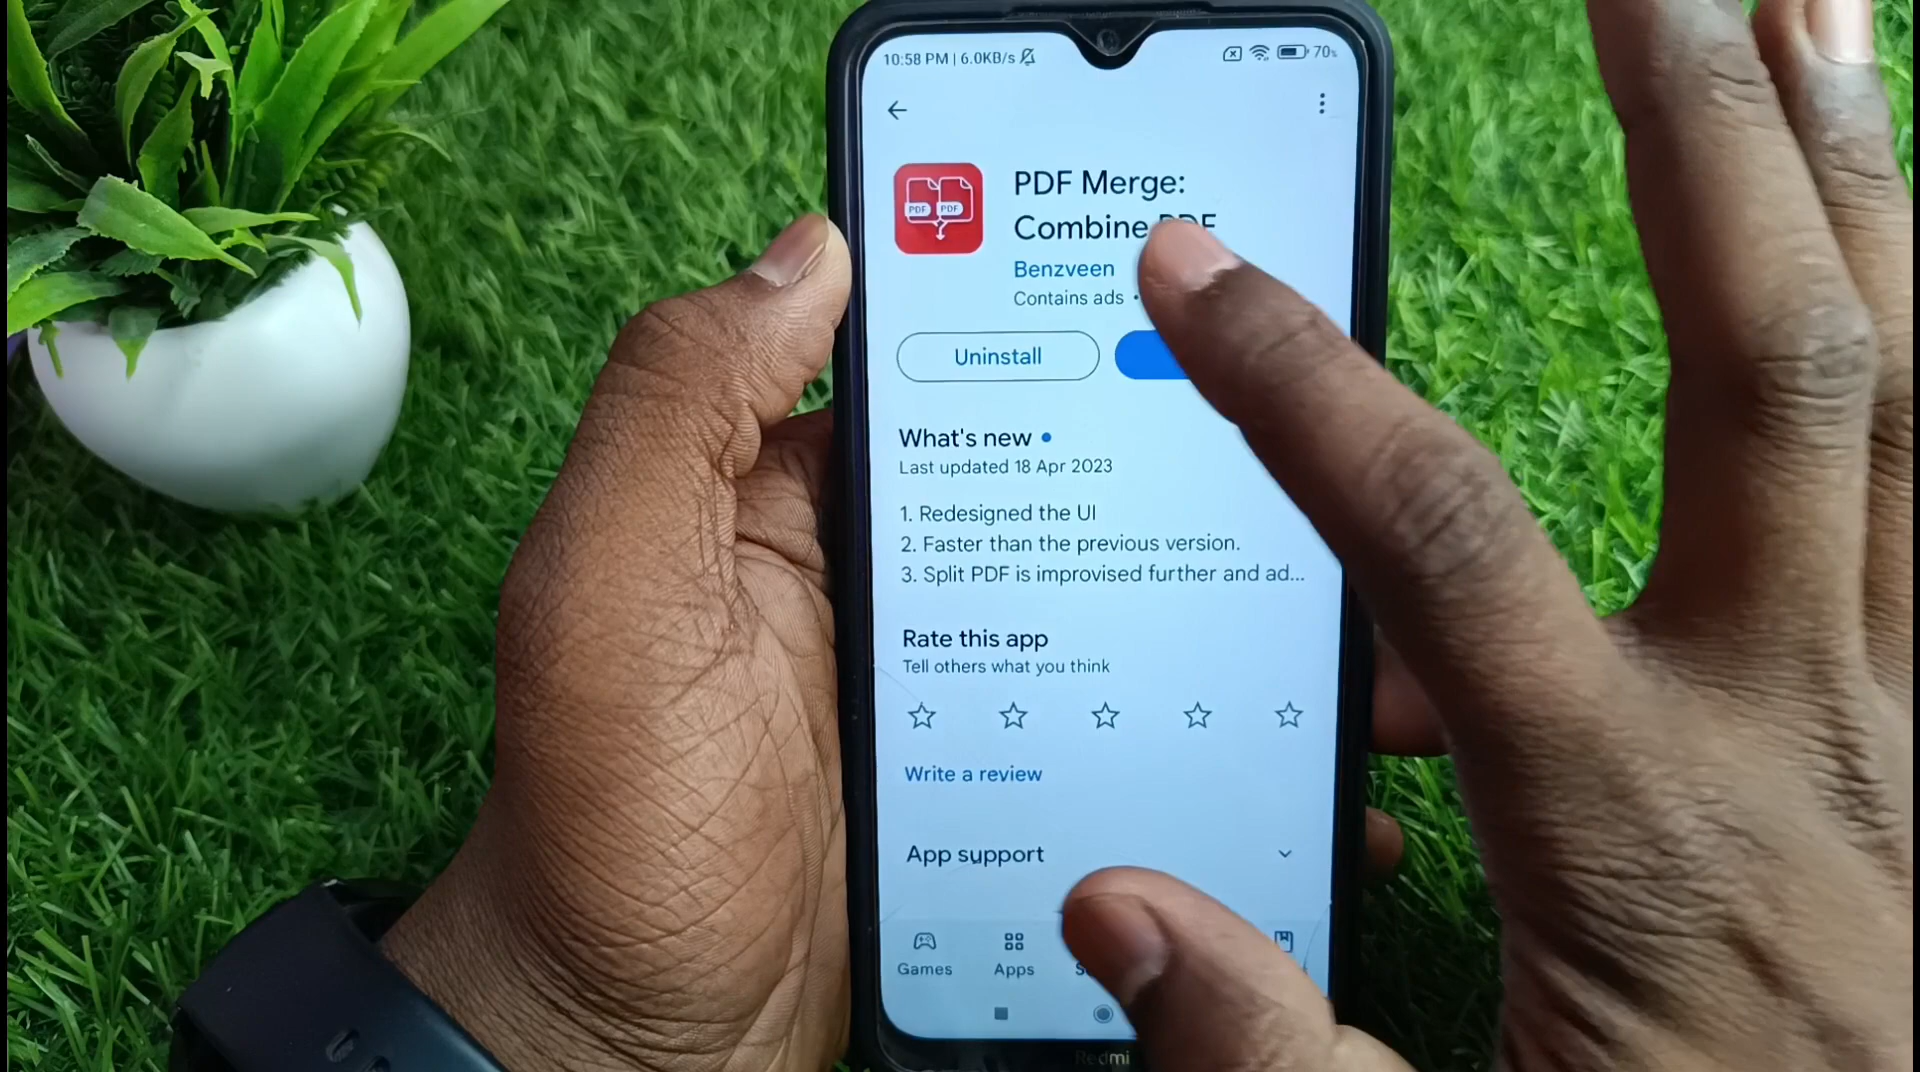 10:58 PM | 6.0KB/s
70%
PDF Merge:
Combine PDF
PDF PDF
Benzveen
Contains ads •
Uninstall
What's new •
Last updated 18 Apr 2023
1. Redesigned the UI
2. Faster than the previous version.
3. Split PDF is improvised further and ad...
Rate this app
Tell others what you think
Write a review
App support
Games
Apps
Redmi